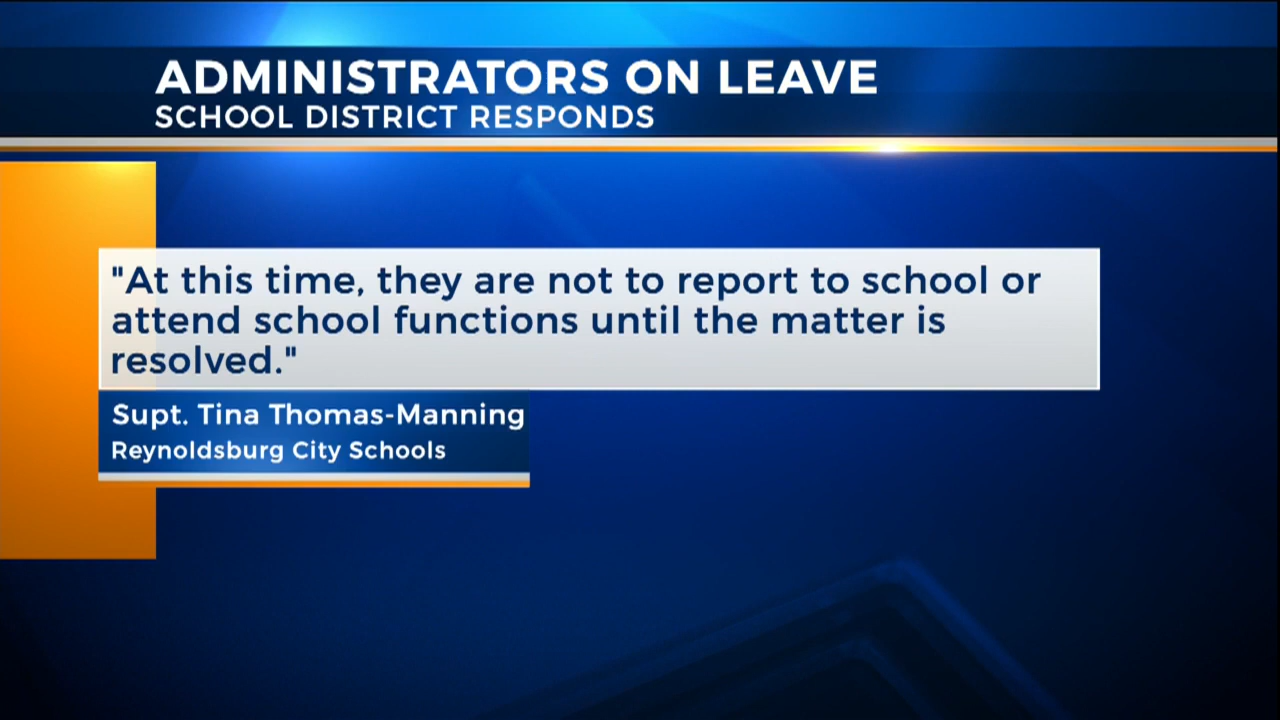 ADMINISTRATORS ON LEAVE
SCHOOL DISTRICT RESPONDS
"At this time, they are not to report to school or
attend school functions until the matter is
resolved."
Supt. Tina Thomas-Manning
Reynoldsburg City Schools